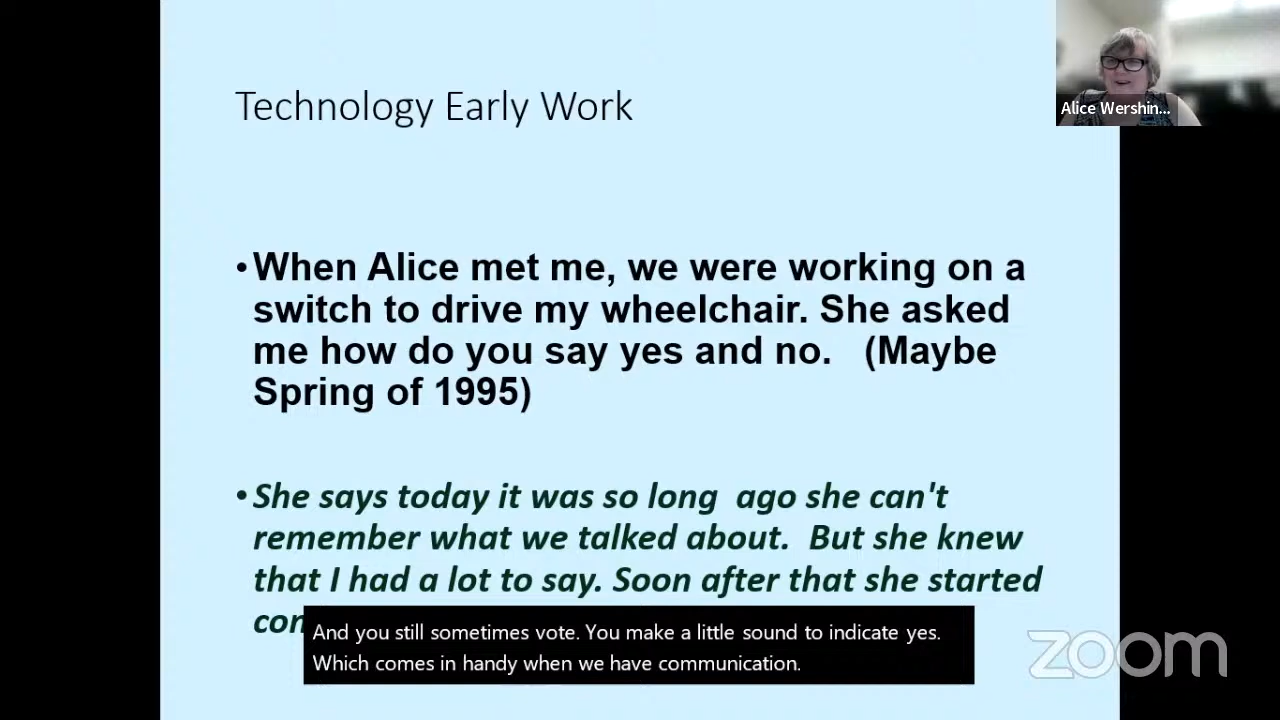 Technology Early Work
Alice Wershin...
•When Alice met me, we were working on a
switch to drive my wheelchair. She asked
me how do you say yes and no. (Maybe
Spring of 1995)
•She says today it was so long ago she can't
remember what we talked about. But she knew
that I had a lot to say. Soon after that she started
And you still sometimes vote. You make a little sound to indicate yes.
Which comes in handy when we have communication.
zoom